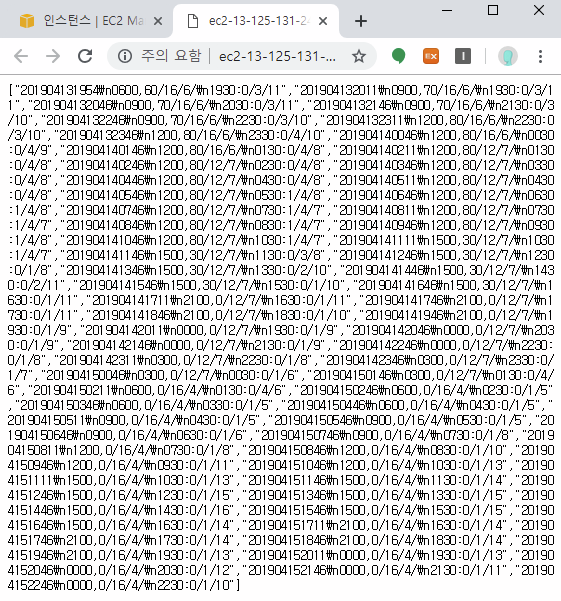 인스턴스 | EC2 Ma
ec2-13-125-131-24
주의 요함 | ec2-13-125-131-...
["201904131954₩n0600,60/16/6/₩n1930:0/3/11","201904132011₩n0900,70/16/6/₩n1930:0/3/1
1","201904132046₩n0900,70/16/6/₩n2030:0/3/11","201904132146₩n0900,70/16/6/₩n2130:0/3
/10","201904132246₩n0900,70/16/6/₩n2230:0/3/10","201904132311₩n1200,80/16/6/₩n2230:0
/3/10","201904132346₩n1200,80/16/6/₩n2330:0/4/10","201904140046₩n1200,80/16/6/₩n0030
:0/4/9","201904140146₩n1200,80/16/6/₩n0130:0/4/8","201904140211₩n1200,80/12/7/₩n0130
:0/4/8","201904140246₩n1200,80/12/7/₩n0230:0/4/8","201904140346₩n1200,80/12/7/₩n0330
:0/4/8","201904140446₩n1200,80/12/7/₩n0430:0/4/8","201904140511₩n1200,80/12/7/₩n0430
:0/4/8","201904140546₩n1200,80/12/7/₩n0530:1/4/8","201904140646₩n1200,80/12/7/₩n0630
:1/4/7","201904140746₩n1200,80/12/7/₩n0730:1/4/7","201904140811₩n1200,80/12/7/₩n0730
:1/4/7","201904140846₩n1200,80/12/7/₩n0830:1/4/7","201904140946₩n1200,80/12/7/₩n0930
:1/4/8","201904141046₩n1200,80/12/7/₩n1030:1/4/7","201904141111₩n1500,30/12/7/₩n1030
:1/4/7","201904141146₩n1500,30/12/7/₩n1130:0/3/8","201904141246₩n1500,30/12/7/₩n1230
:0/1/8","201904141346₩n1500,30/12/7/₩n1330:0/2/10","201904141446₩n1500,30/12/7/₩n143
0:0/2/11","201904141546₩n1500,30/12/7/₩n1530:0/1/10","201904141646₩n1500,30/12/7/₩n1
630:0/1/11","201904141711₩n2100,0/12/7/₩n1630:0/1/11","201904141746₩n2100,0/12/7/₩n1
730:0/1/11","201904141846₩n2100,0/12/7/₩n1830:0/1/10","201904141946₩n2100,0/12/7/₩n1
930:0/1/9","201904142011₩n0000,0/12/7/₩n1930:0/1/9","201904142046₩n0000,0/12/7/₩n203
0:0/1/9","201904142146₩n0000,0/12/7/₩n2130:0/1/9","201904142246₩n0000,0/12/7/₩n2230:
0/1/8","201904142311₩n0300,0/12/7/₩n2230:0/1/8","201904142346₩n0300,0/12/7/₩n2330:0/
1/7","201904150046₩n0300,0/12/7/₩n0030:0/1/6","201904150146₩n0300,0/12/7/₩n0130:0/4/
6","201904150211₩n0600,0/16/4/₩n0130:0/4/6","201904150246₩n0600,0/16/4/₩n0230:0/1/5"
,"201904150346₩n0600,0/16/4/₩n0330:0/1/5","201904150446₩n0600,0/16/4/₩n0430:0/1/5","
201904150511₩n0900,0/16/4/₩n0430:0/1/5","201904150546₩n0900,0/16/4/₩n0530:0/1/5","20
1904150646₩n0900,0/16/4/₩n0630:0/1/6","201904150746₩n0900,0/16/4/₩n0730:0/1/8","2019
04150811₩n1200,0/16/4/₩n0730:0/1/8","201904150846₩n1200,0/16/4/₩n0830:0/1/10","20190
4150946₩n1200,0/16/4/₩n0930:0/1/11","201904151046₩n1200,0/16/4/₩n1030:0/1/13","20190
4151111₩n1500,0/16/4/₩n1030:0/1/13","201904151146₩n1500,0/16/4/₩n1130:0/1/14","20190
4151246₩n1500,0/16/4/₩n1230:0/1/15","201904151346₩n1500,0/16/4/₩n1330:0/1/15","20190
4151446₩n1500,0/16/4/₩n1430:0/1/14","201904151546₩n1500,0/16/4/₩n1530:0/1/15","20190
4151646₩n1500,0/16/4/₩n1630:0/1/14","201904151711₩n2100,0/16/4/₩n1630:0/1/14","20190
4151746₩n2100,0/16/4/₩n1730:0/1/14","201904151846₩n2100,0/16/4/₩n1830:0/1/14","20190
4151946₩n2100,0/16/4/₩n1930:0/1/13","201904152011₩n0000,0/16/4/₩n1930:0/1/13","20190
4152046₩n0000,0/16/4/₩n2030:0/1/12","201904152146₩n0000,0/16/4/₩n2130:0/1/11","20190
4152246₩n0000,0/16/4/₩n2230:0/1/10"]